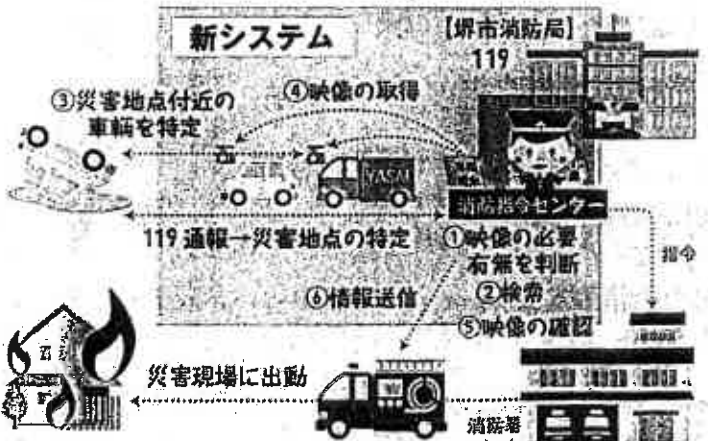 新システム
【堺市消防局】
119
③災害地点付近の
車輌を特定
④映像の取得
YASAI
消防指令センター
119通報→災害地点の特定
①映像の必要
有無を判断
②検索
⑤映像の確認
⑥情報送信
指令
災害現場に出動
消防署